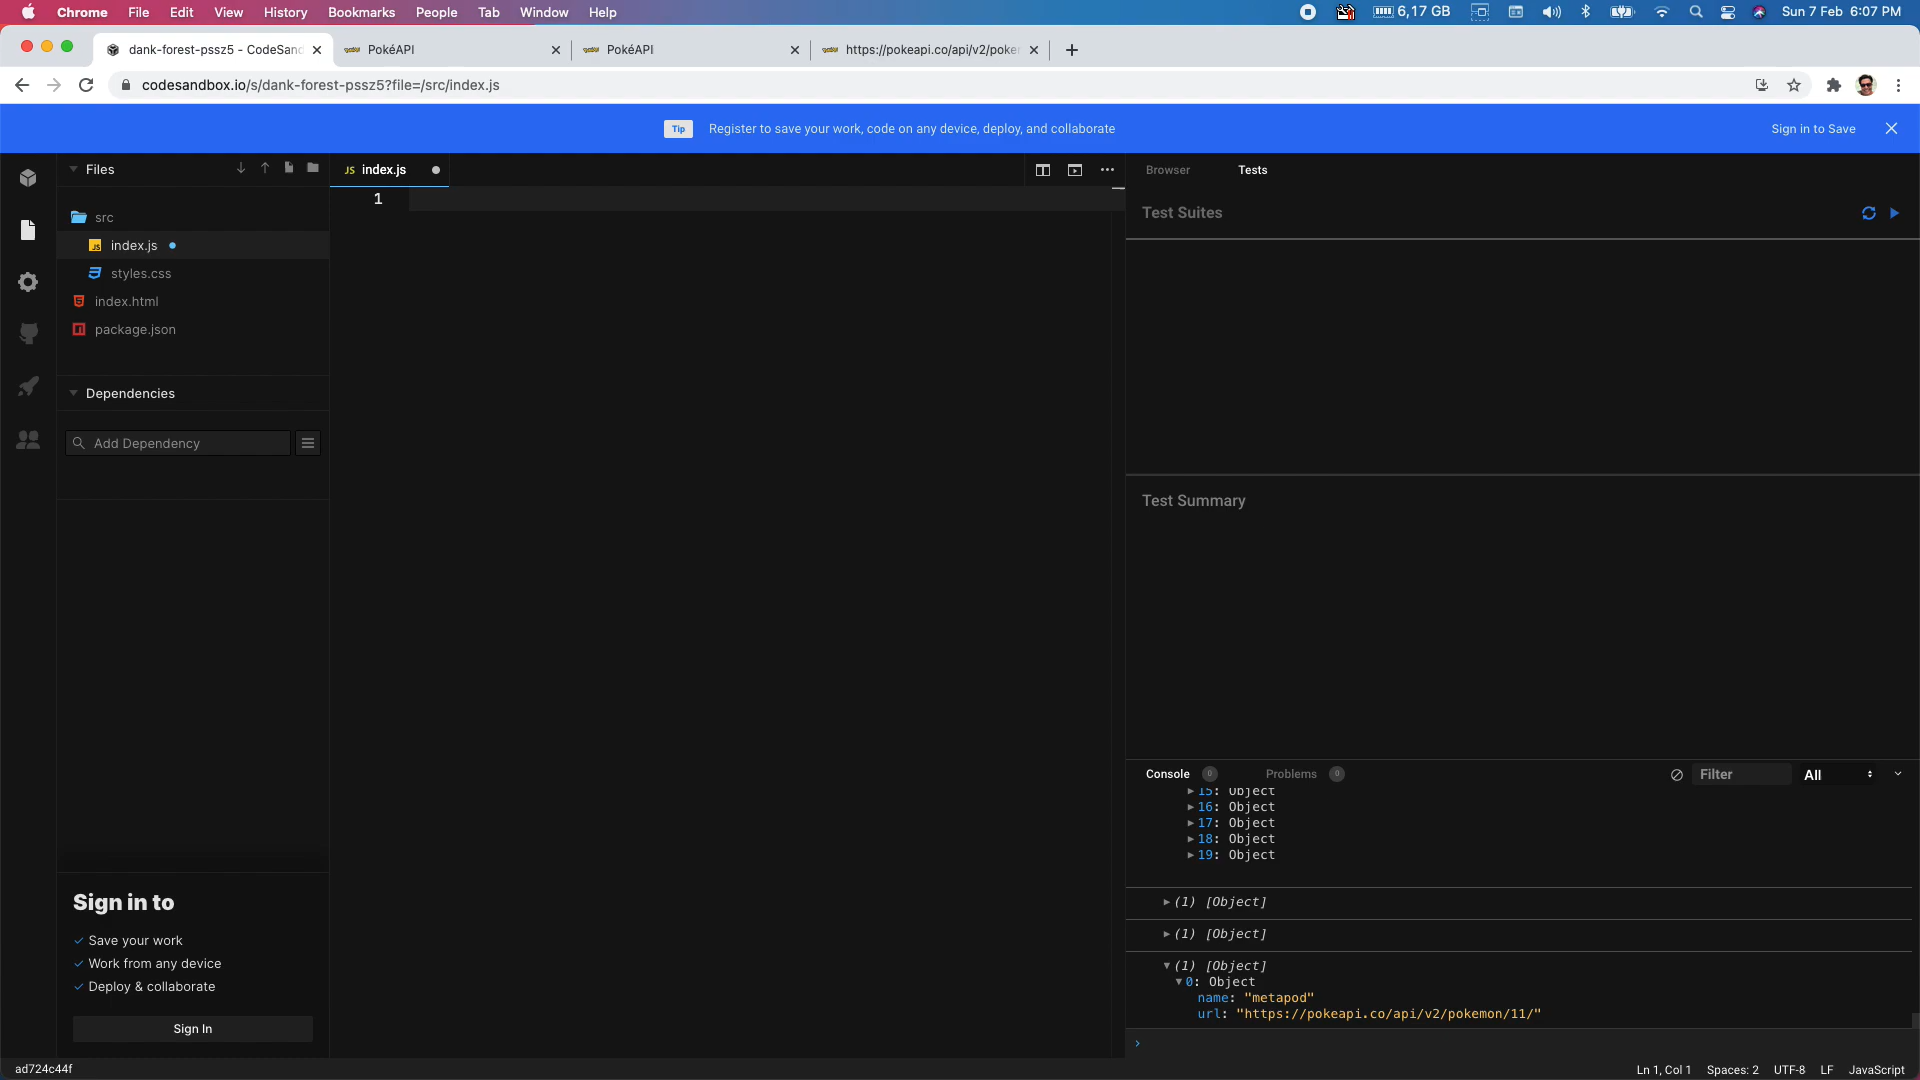 Chrome File Edit View History Bookmarks People Tab Window Help 6,17 GB Sun 7 Feb 6:07 PM
dank-forest-pssz5 - CodeSand PokéAPI PokéAPI https://pokeapi.co/api/v2/poke
codesandbox.io/s/dank-forest-pssz5?file=/src/index.js
Tip Register to save your work, code on any device, deploy, and collaborate Sign in to Save
Files
JS index.js
Browser Tests
1
Test Suites
src
JS index.js
styles.css
index.html
package.json
Dependencies
Add Dependency
Test Summary
Console 0 Problems 0 Filter All
15: Object
16: Object
17: Object
18: Object
19: Object
(1) [Object]
(1) [Object]
(1) [Object]
0: Object
name: "metapod"
url: "https://pokeapi.co/api/v2/pokemon/11/"
Sign in to
Save your work
Work from any device
Deploy & collaborate
Sign In
ad724c44f
Ln 1, Col 1 Spaces: 2 UTF-8 LF JavaScript